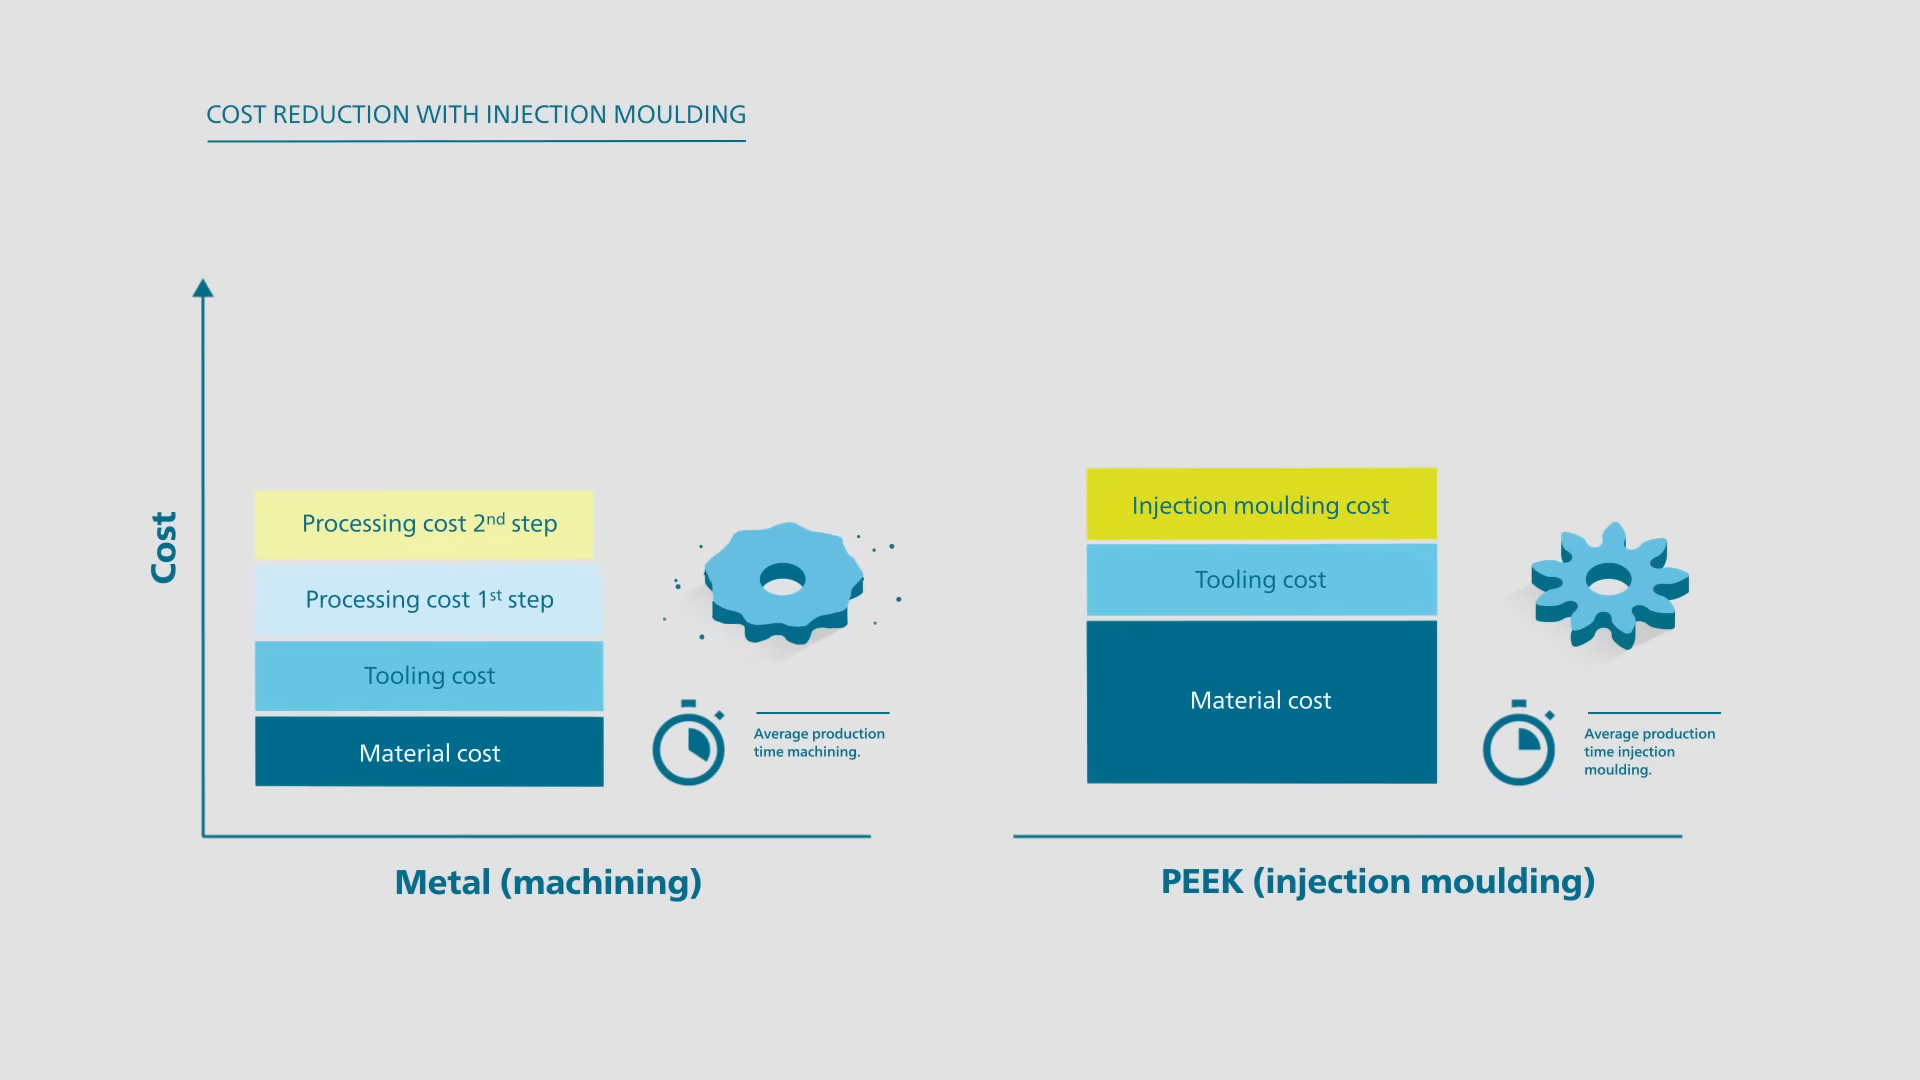 COST REDUCTION WITH INJECTION MOULDING
Cost
Processing cost 2nd step
Processing cost 1st step
Tooling cost
Material cost
Average production
time machining.
Metal (machining)
Injection moulding cost
Tooling cost
Material cost
Average production
time injection
moulding.
PEEK (injection moulding)